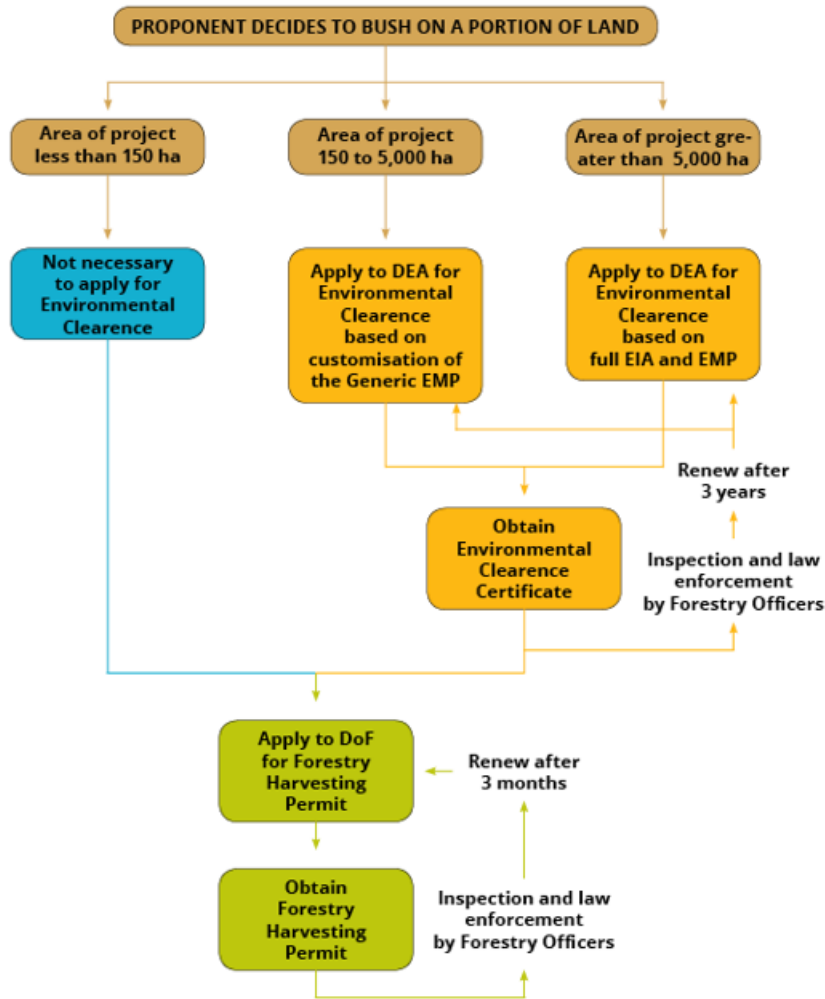 PROPONENT DECIDES TO BUSH ON A PORTION OF LAND
Area of project
less than 150 ha
Area of project
150 to 5,000 ha
Area of project gre-
ater than 5,000 ha
Not necessary
to apply for
Environmental
Clearence
Apply to DEA for
Environmental
Clearence
based on
customisation of
the Generic EMP
Apply to DEA for
Environmental
Clearence
based on
full EIA and EMP
Renew after
3 years
Obtain
Environmental
Clearence
Certificate
Inspection and law
enforcement
by Forestry Officers
Apply to DoF
for Forestry
Harvesting
Permit
Renew after
3 months
Obtain
Forestry
Harvesting
Permit
Inspection and law
enforcement
by Forestry Officers